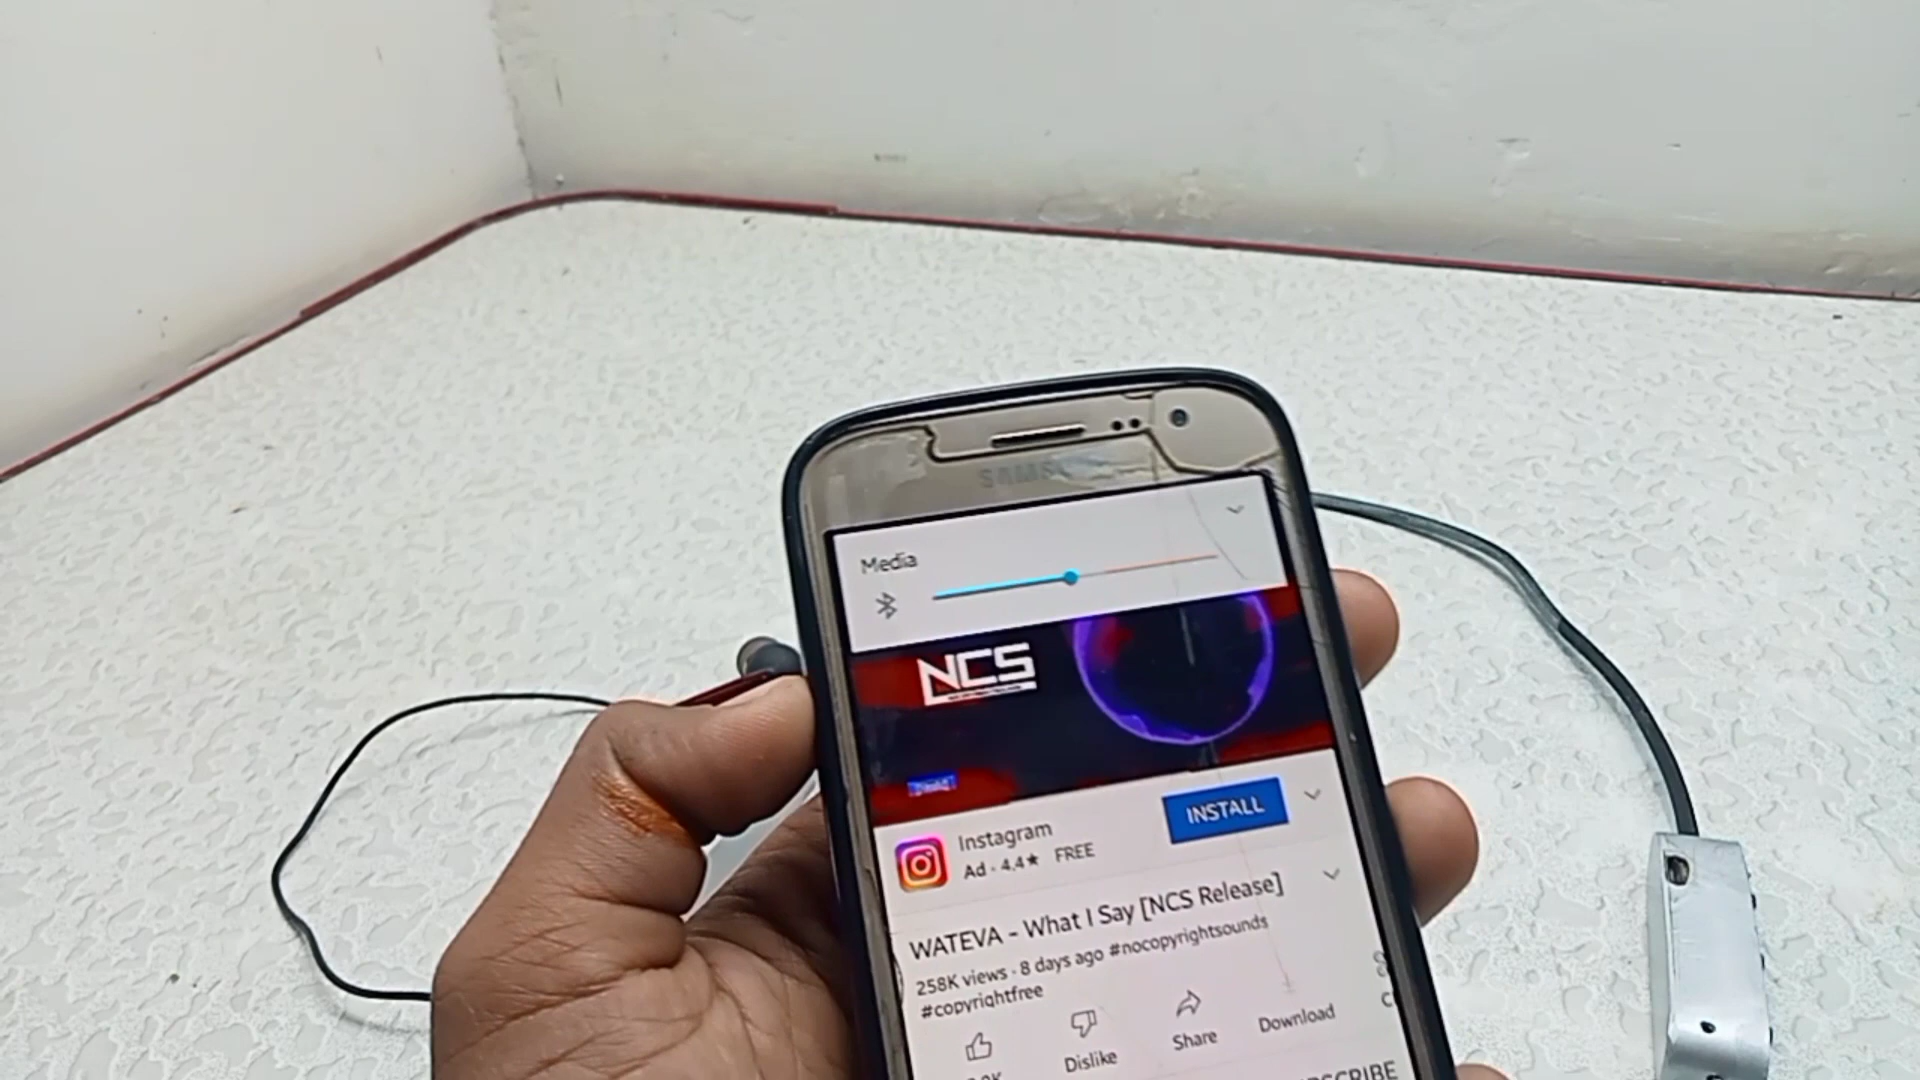 SAMS
Media
NCS
INSTALL
Instagram
Ad · 4.4★ FREE
WATEVA - What I Say [NCS Release]
258K views · 8 days ago #nocopyrightsounds
#copyrightfree
Dislike
Share
Download